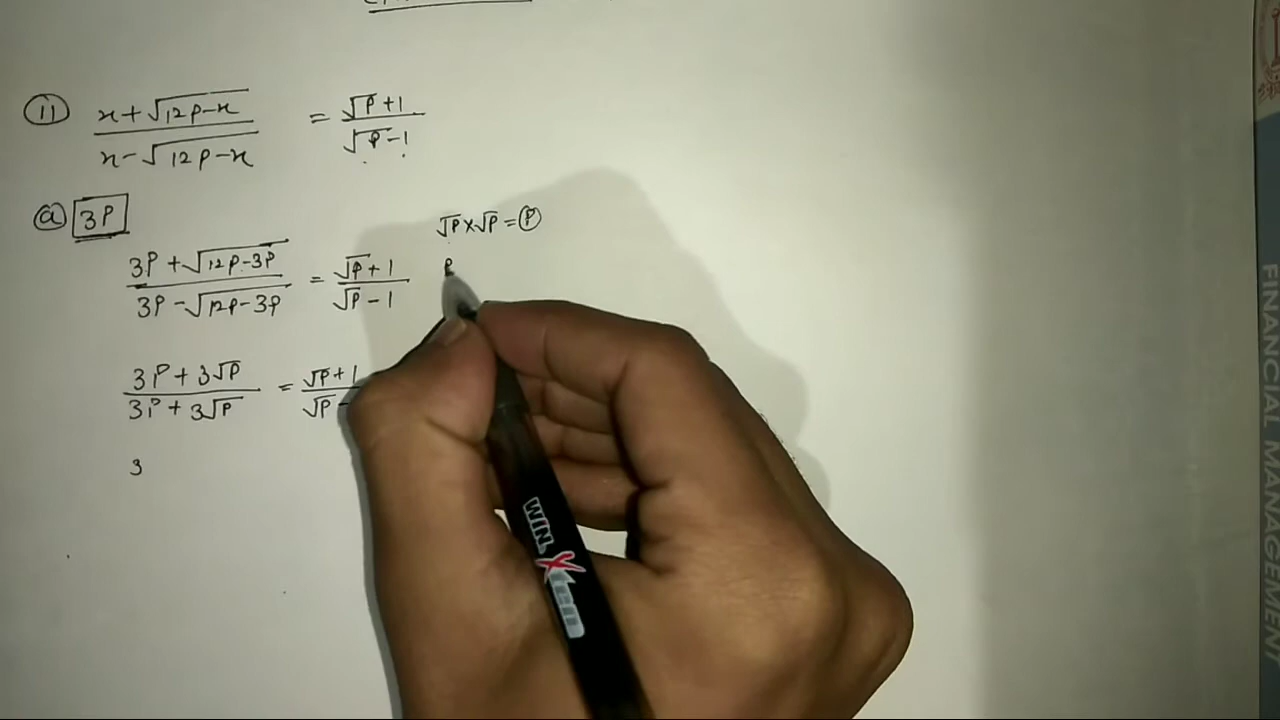 11 x+√12p-x / x-√12p-x = √p+1 / √p-1
a 3P
3P+√12p-3P / 3P-√12p-3p = √p+1 / √p-1
√p×√p=P
P
3P+3√p / 3P+3√p = √p+1 / √p-
3
WIN
Xten
FINANCIAL MANAGEMENT